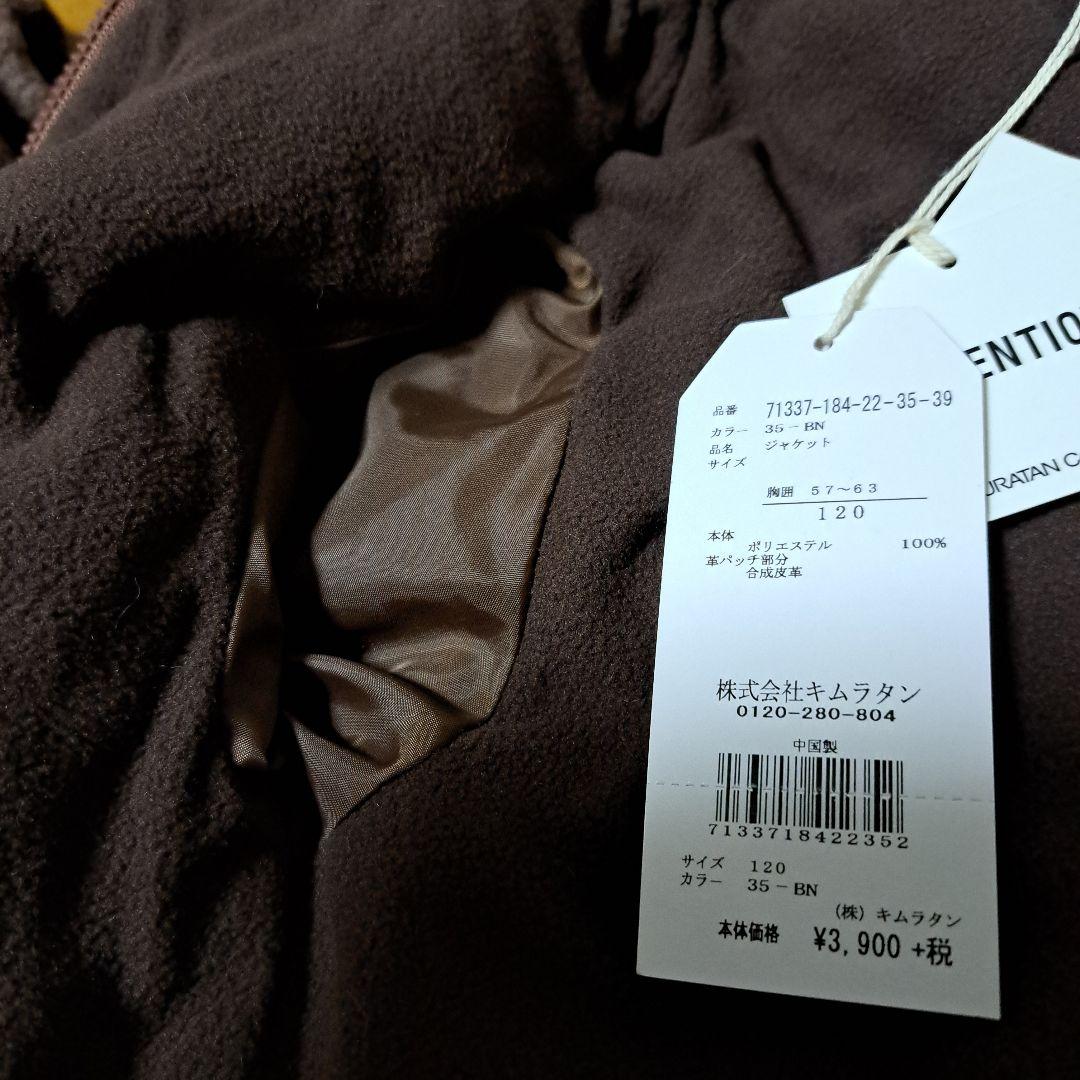 品番 71337-184-22-35-39
カラー 35-BN
品名 ジャケット
サイズ
胸囲 57～63
120
本体
ポリエステル 100%
革パッチ部分
合成皮革
株式会社キムラタン
0120-280-804
中国製
7133718422352
サイズ 120
カラー 35-BN
(株) キムラタン
本体価格 ¥3,900 +税